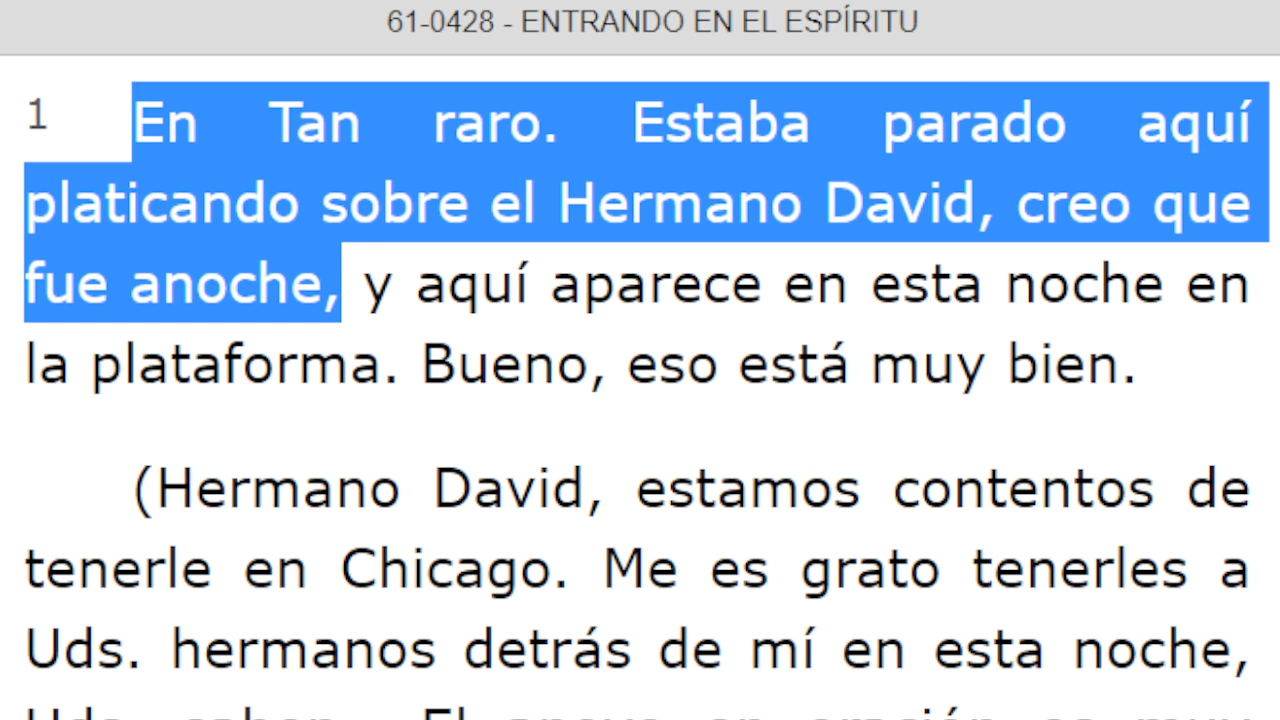 61-0428 - ENTRANDO EN EL ESPÍRITU
1 En Tan raro. Estaba parado aquí
platicando sobre el Hermano David, creo que
fue anoche, y aquí aparece en esta noche en
la plataforma. Bueno, eso está muy bien.
(Hermano David, estamos contentos de
tenerle en Chicago. Me es grato tenerles a
Uds. hermanos detrás de mí en esta noche,